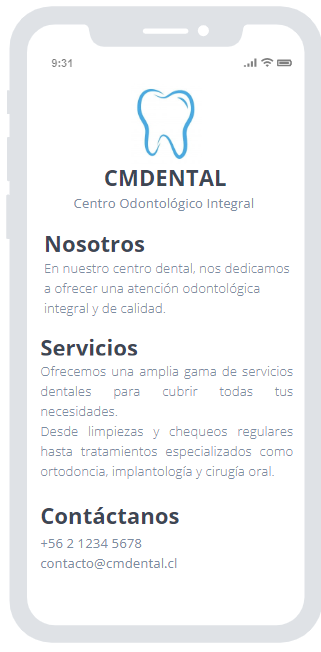 9:31
CMDENTAL
Centro Odontológico Integral
Nosotros
En nuestro centro dental, nos dedicamos
a ofrecer una atención odontológica
integral y de calidad.
Servicios
Ofrecemos una amplia gama de servicios
dentales para cubrir todas tus
necesidades.
Desde limpiezas y chequeos regulares
hasta tratamientos especializados como
ortodoncia, implantología y cirugía oral.
Contáctanos
+56 2 1234 5678
contacto@cmdental.cl